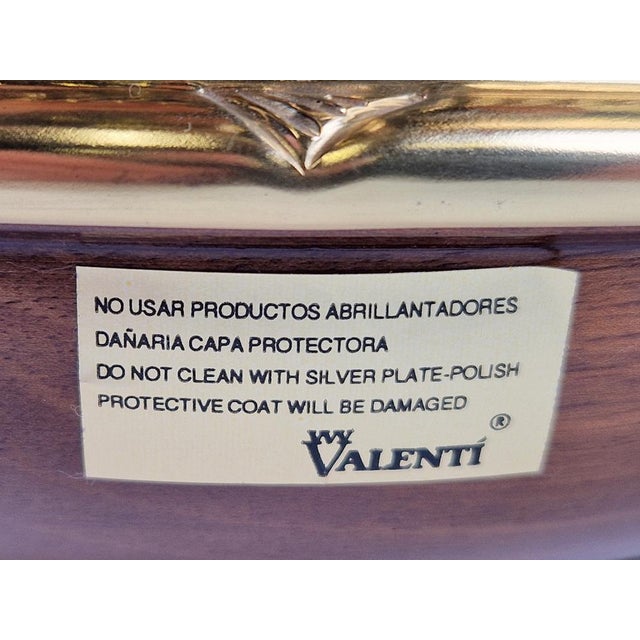 NO USAR PRODUCTOS ABRILLANTADORES
DAÑARIA CAPA PROTECTORA
DO NOT CLEAN WITH SILVER PLATE-POLISH
PROTECTIVE COAT WILL BE DAMAGED
VALENTÍ ®